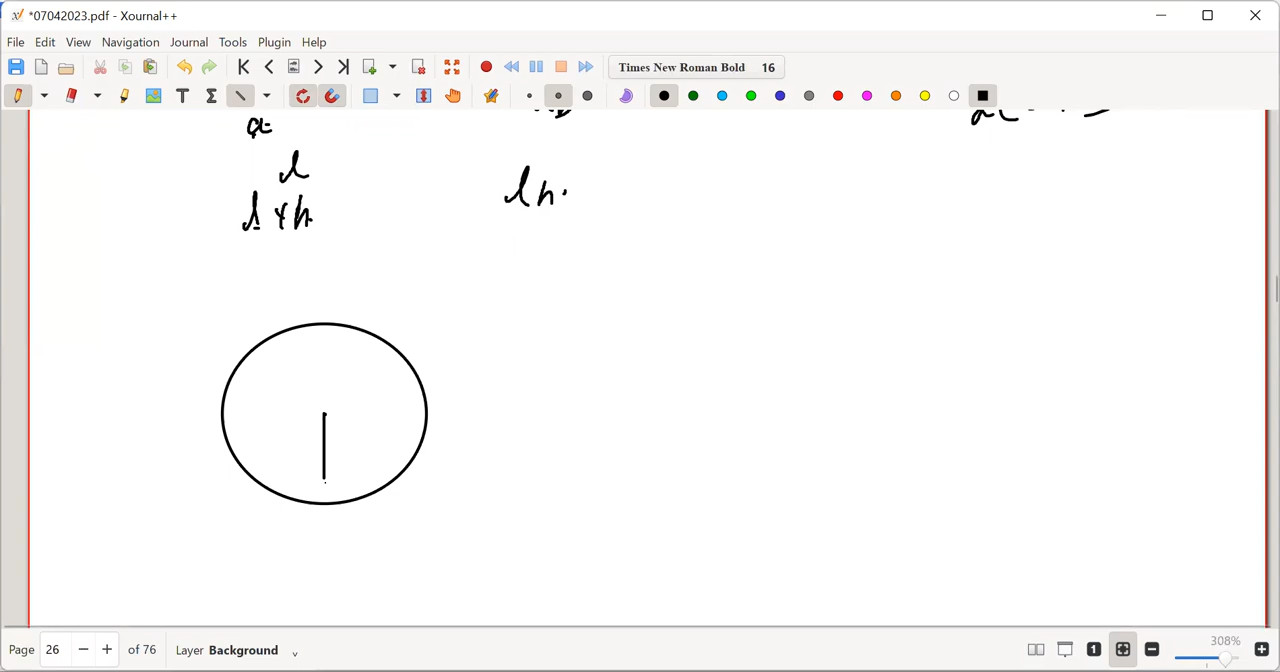 *07042023.pdf - Xournal++
File Edit View Navigation Journal Tools Plugin Help
Times New Roman Bold 16
l
l × h
lh.
308%
Page 26 of 76 Layer Background